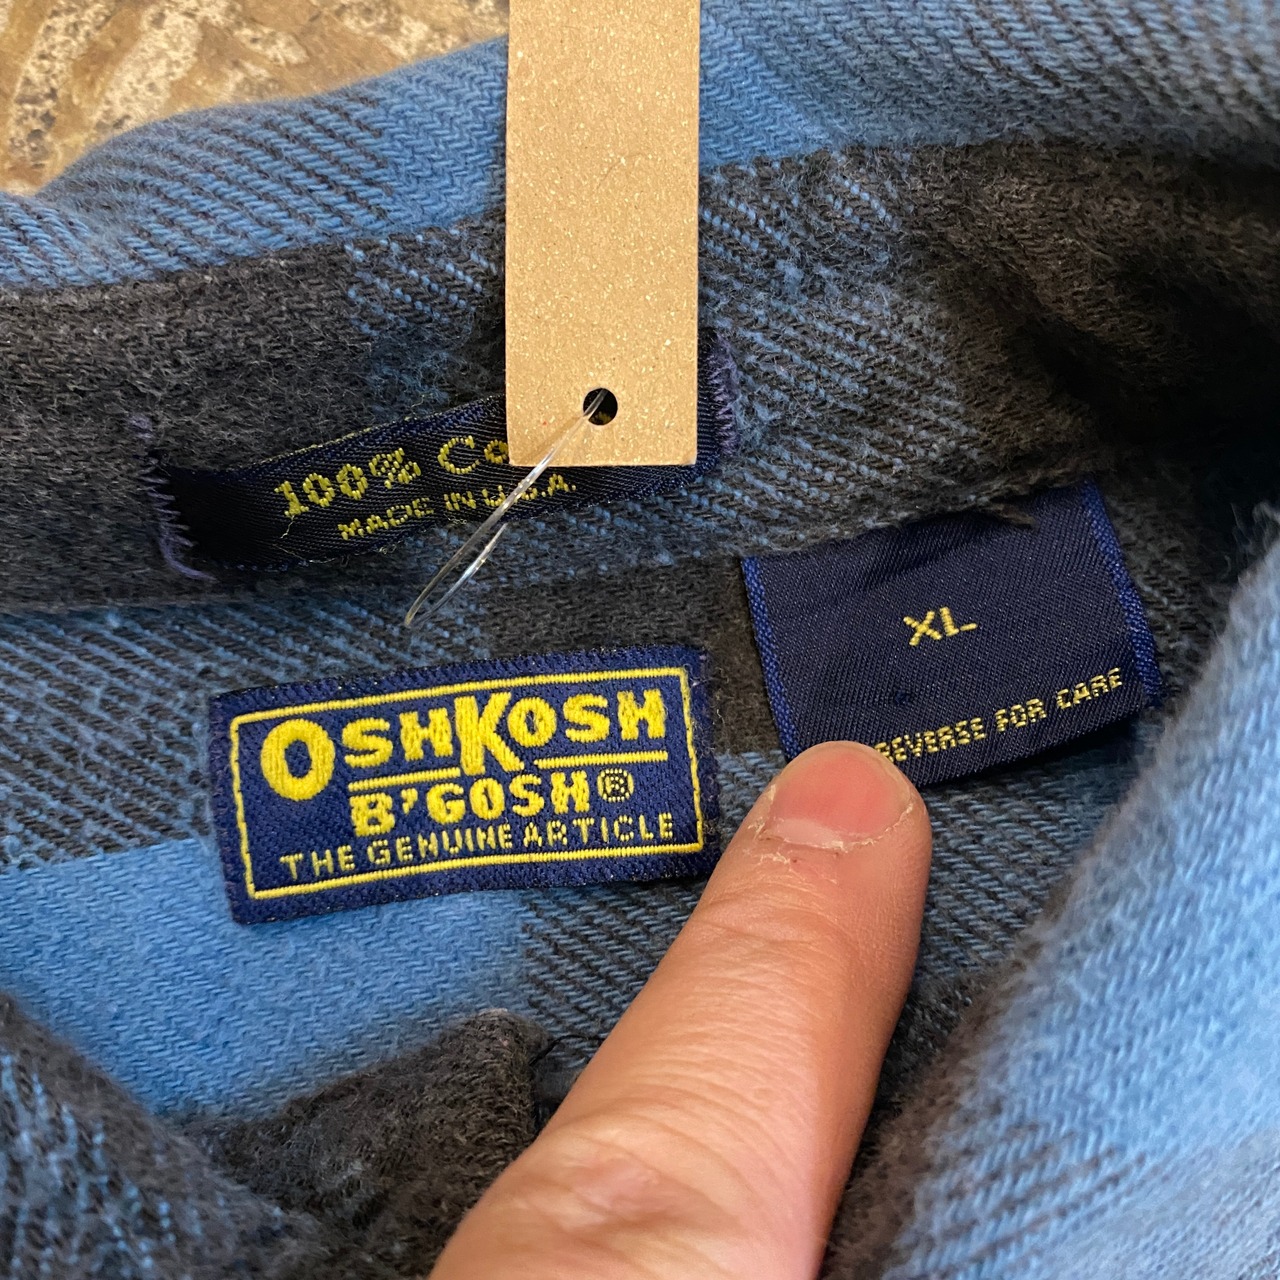 100% Co
MADE IN U.S.A.
XL
REVERSE FOR CARE
OSHKOSH
B'GOSH®
THE GENUINE ARTICLE